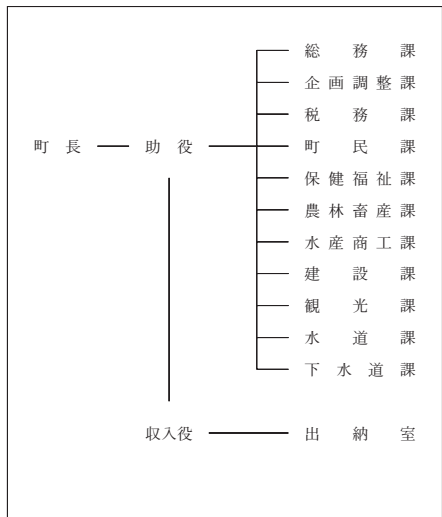 総務課
企画調整課
税務課
町長 助役 町民課
保健福祉課
農林畜産課
水産商工課
建設課
観光課
水道課
下水道課
収入役 出納室